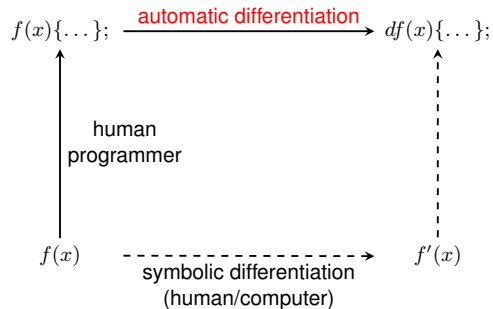 automatic differentiation
f(x){...};
df(x){...};
human
programmer
f(x)
f'(x)
symbolic differentiation
(human/computer)